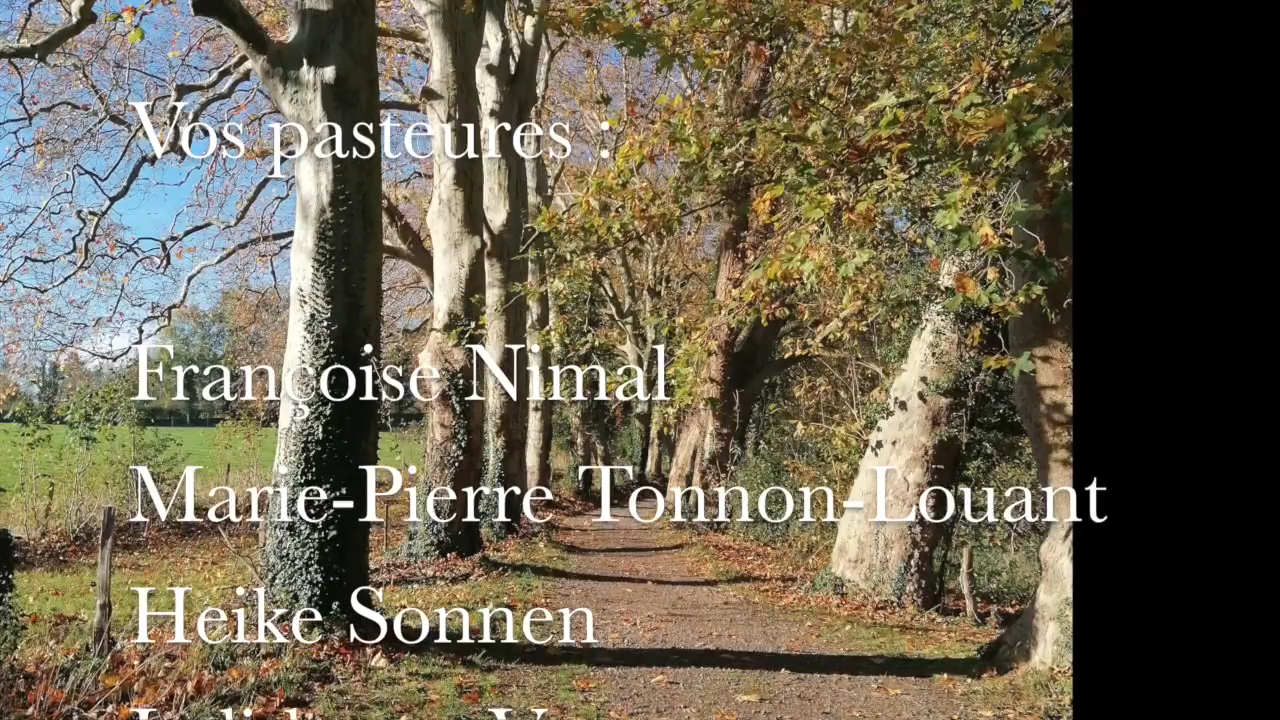 Vos pasteures :
Françoise Nimal
Marie-Pierre Tonnon-Louant
Heike Sonnen